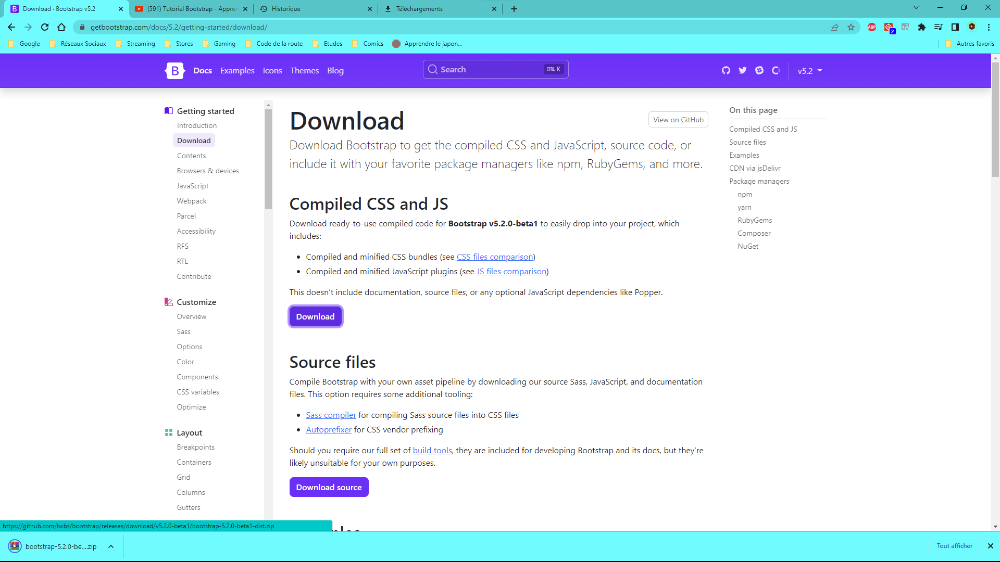 Download · Bootstrap v5.2
(591) Tutoriel Bootstrap - Appren
Historique
Téléchargements
getbootstrap.com/docs/5.2/getting-started/download/
ABP
2
Google
Réseaux Sociaux
Streaming
Stores
Gaming
Code de la route
Etudes
Comics
Apprendre le japon...
Autres favoris
B
Docs
Examples
Icons
Themes
Blog
Search
CTRL K
v5.2
Getting started
Introduction
Download
Contents
Browsers & devices
JavaScript
Webpack
Parcel
Accessibility
RFS
RTL
Contribute
Customize
Overview
Sass
Options
Color
Components
CSS variables
Optimize
Layout
Breakpoints
Containers
Grid
Columns
Gutters
Download
View on GitHub
Download Bootstrap to get the compiled CSS and JavaScript, source code, or
include it with your favorite package managers like npm, RubyGems, and more.
Compiled CSS and JS
Download ready-to-use compiled code for Bootstrap v5.2.0-beta1 to easily drop into your project, which
includes:
• Compiled and minified CSS bundles (see CSS files comparison)
• Compiled and minified JavaScript plugins (see JS files comparison)
This doesn’t include documentation, source files, or any optional JavaScript dependencies like Popper.
Download
Source files
Compile Bootstrap with your own asset pipeline by downloading our source Sass, JavaScript, and documentation
files. This option requires some additional tooling:
• Sass compiler for compiling Sass source files into CSS files
• Autoprefixer for CSS vendor prefixing
Should you require our full set of build tools, they are included for developing Bootstrap and its docs, but they’re
likely unsuitable for your own purposes.
Download source
On this page
Compiled CSS and JS
Source files
Examples
CDN via jsDelivr
Package managers
npm
yarn
RubyGems
Composer
NuGet
https://github.com/twbs/bootstrap/releases/download/v5.2.0-beta1/bootstrap-5.2.0-beta1-dist.zip
bootstrap-5.2.0-be....zip
Tout afficher